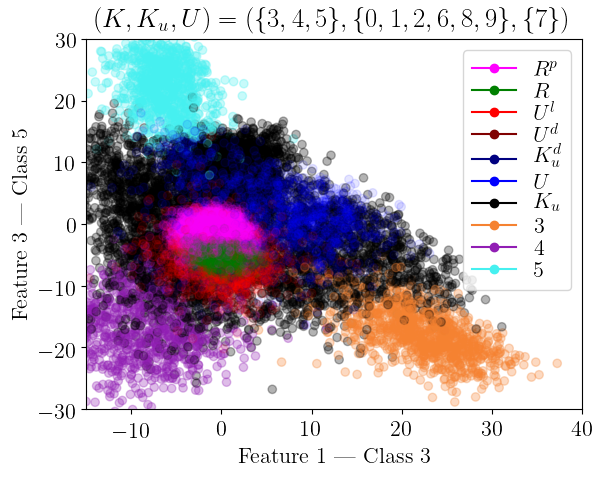 (K, K_u, U) = ({3, 4, 5}, {0, 1, 2, 6, 8, 9}, {7})
30
20
10
0
−10
−20
−30
Feature 3 — Class 5
R^p
R
U^l
U^d
K_u^d
U
K_u
3
4
5
−10
0
10
20
30
40
Feature 1 — Class 3